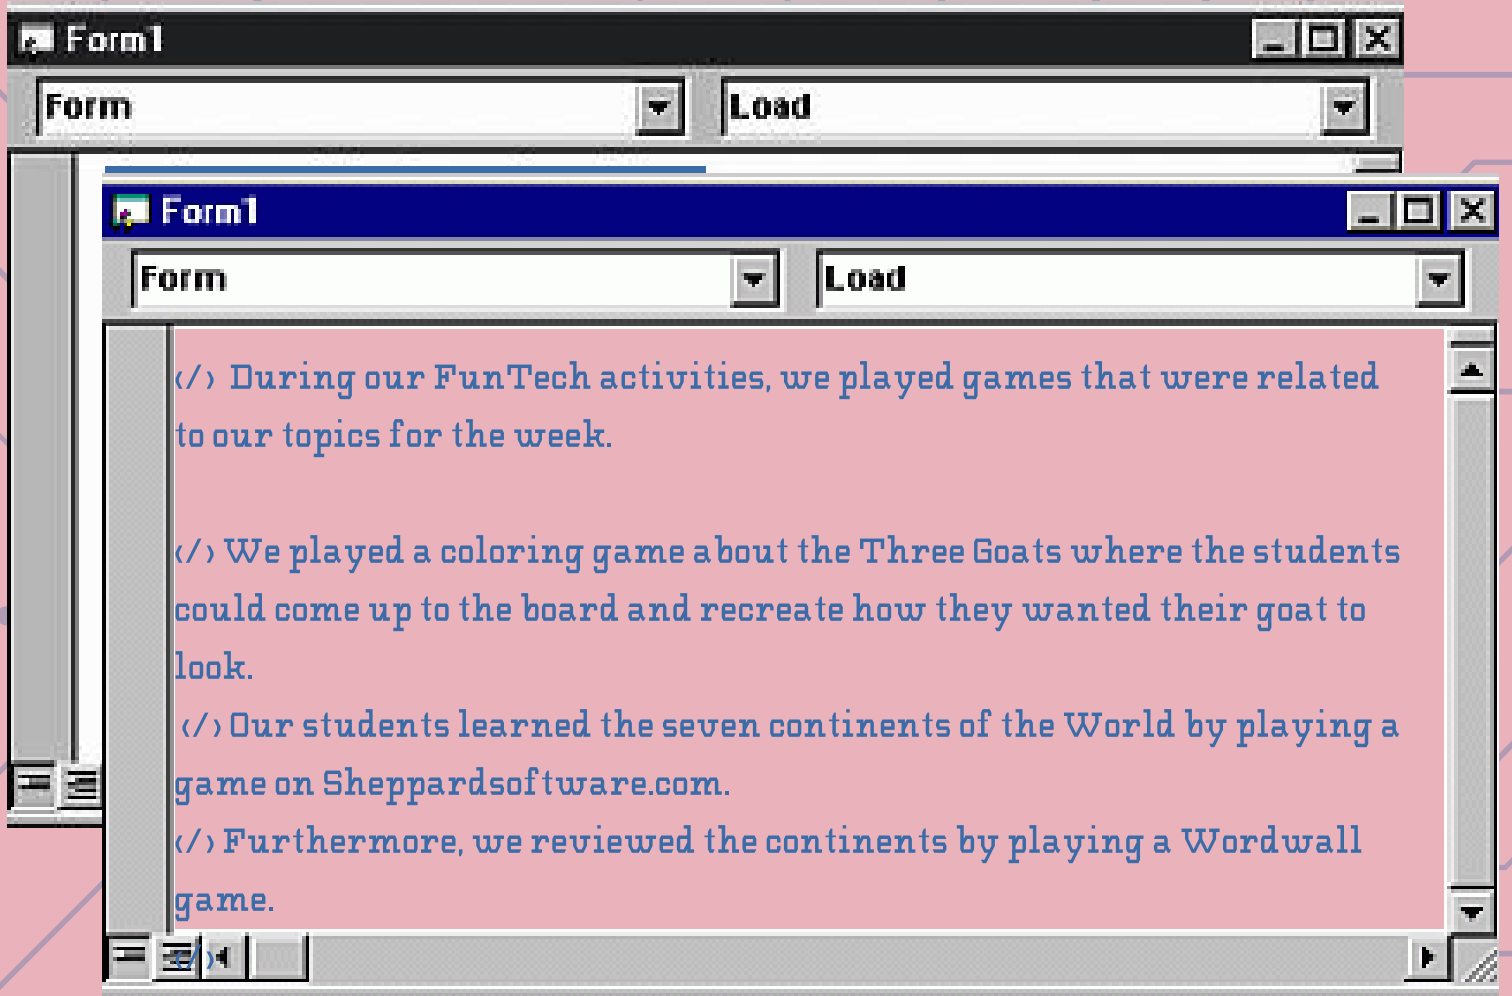 Form1
Form
Load
Form1
Form
Load
</> During our FunTech activities, we played games that were related
to our topics for the week.
</> We played a coloring game about the Three Goats where the students
could come up to the board and recreate how they wanted their goat to
look.
</> Our students learned the seven continents of the World by playing a
game on Sheppardsoftware.com.
</> Furthermore, we reviewed the continents by playing a Wordwall
game.
</>